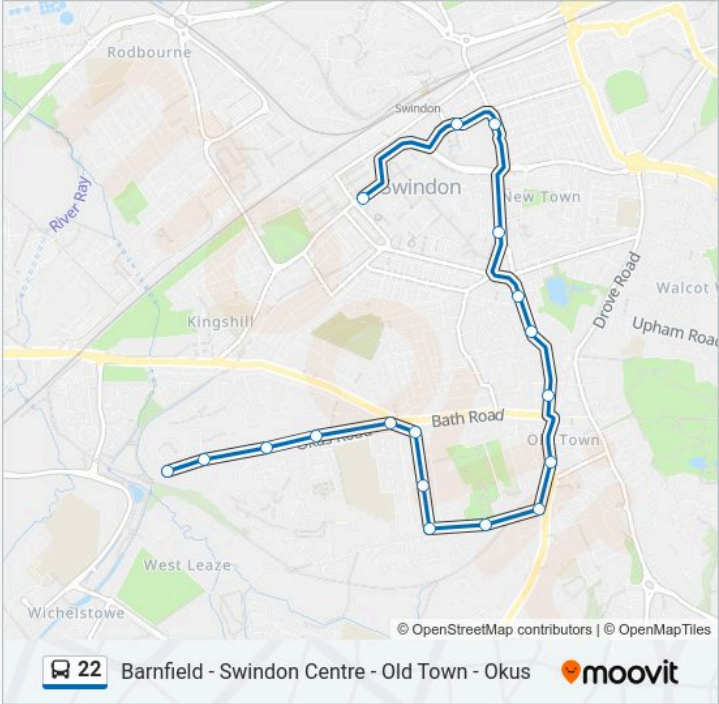 Rodbourne
Swindon
River Ray
Swindon
New Town
Drove Road
Walcot W
Kingshill
Upham Road
Bath Road
Okus Road
Old Town
West Leaze
Wichelstowe
© OpenStreetMap contributors | © OpenMapTiles
22 Barnfield - Swindon Centre - Old Town - Okus
moovit